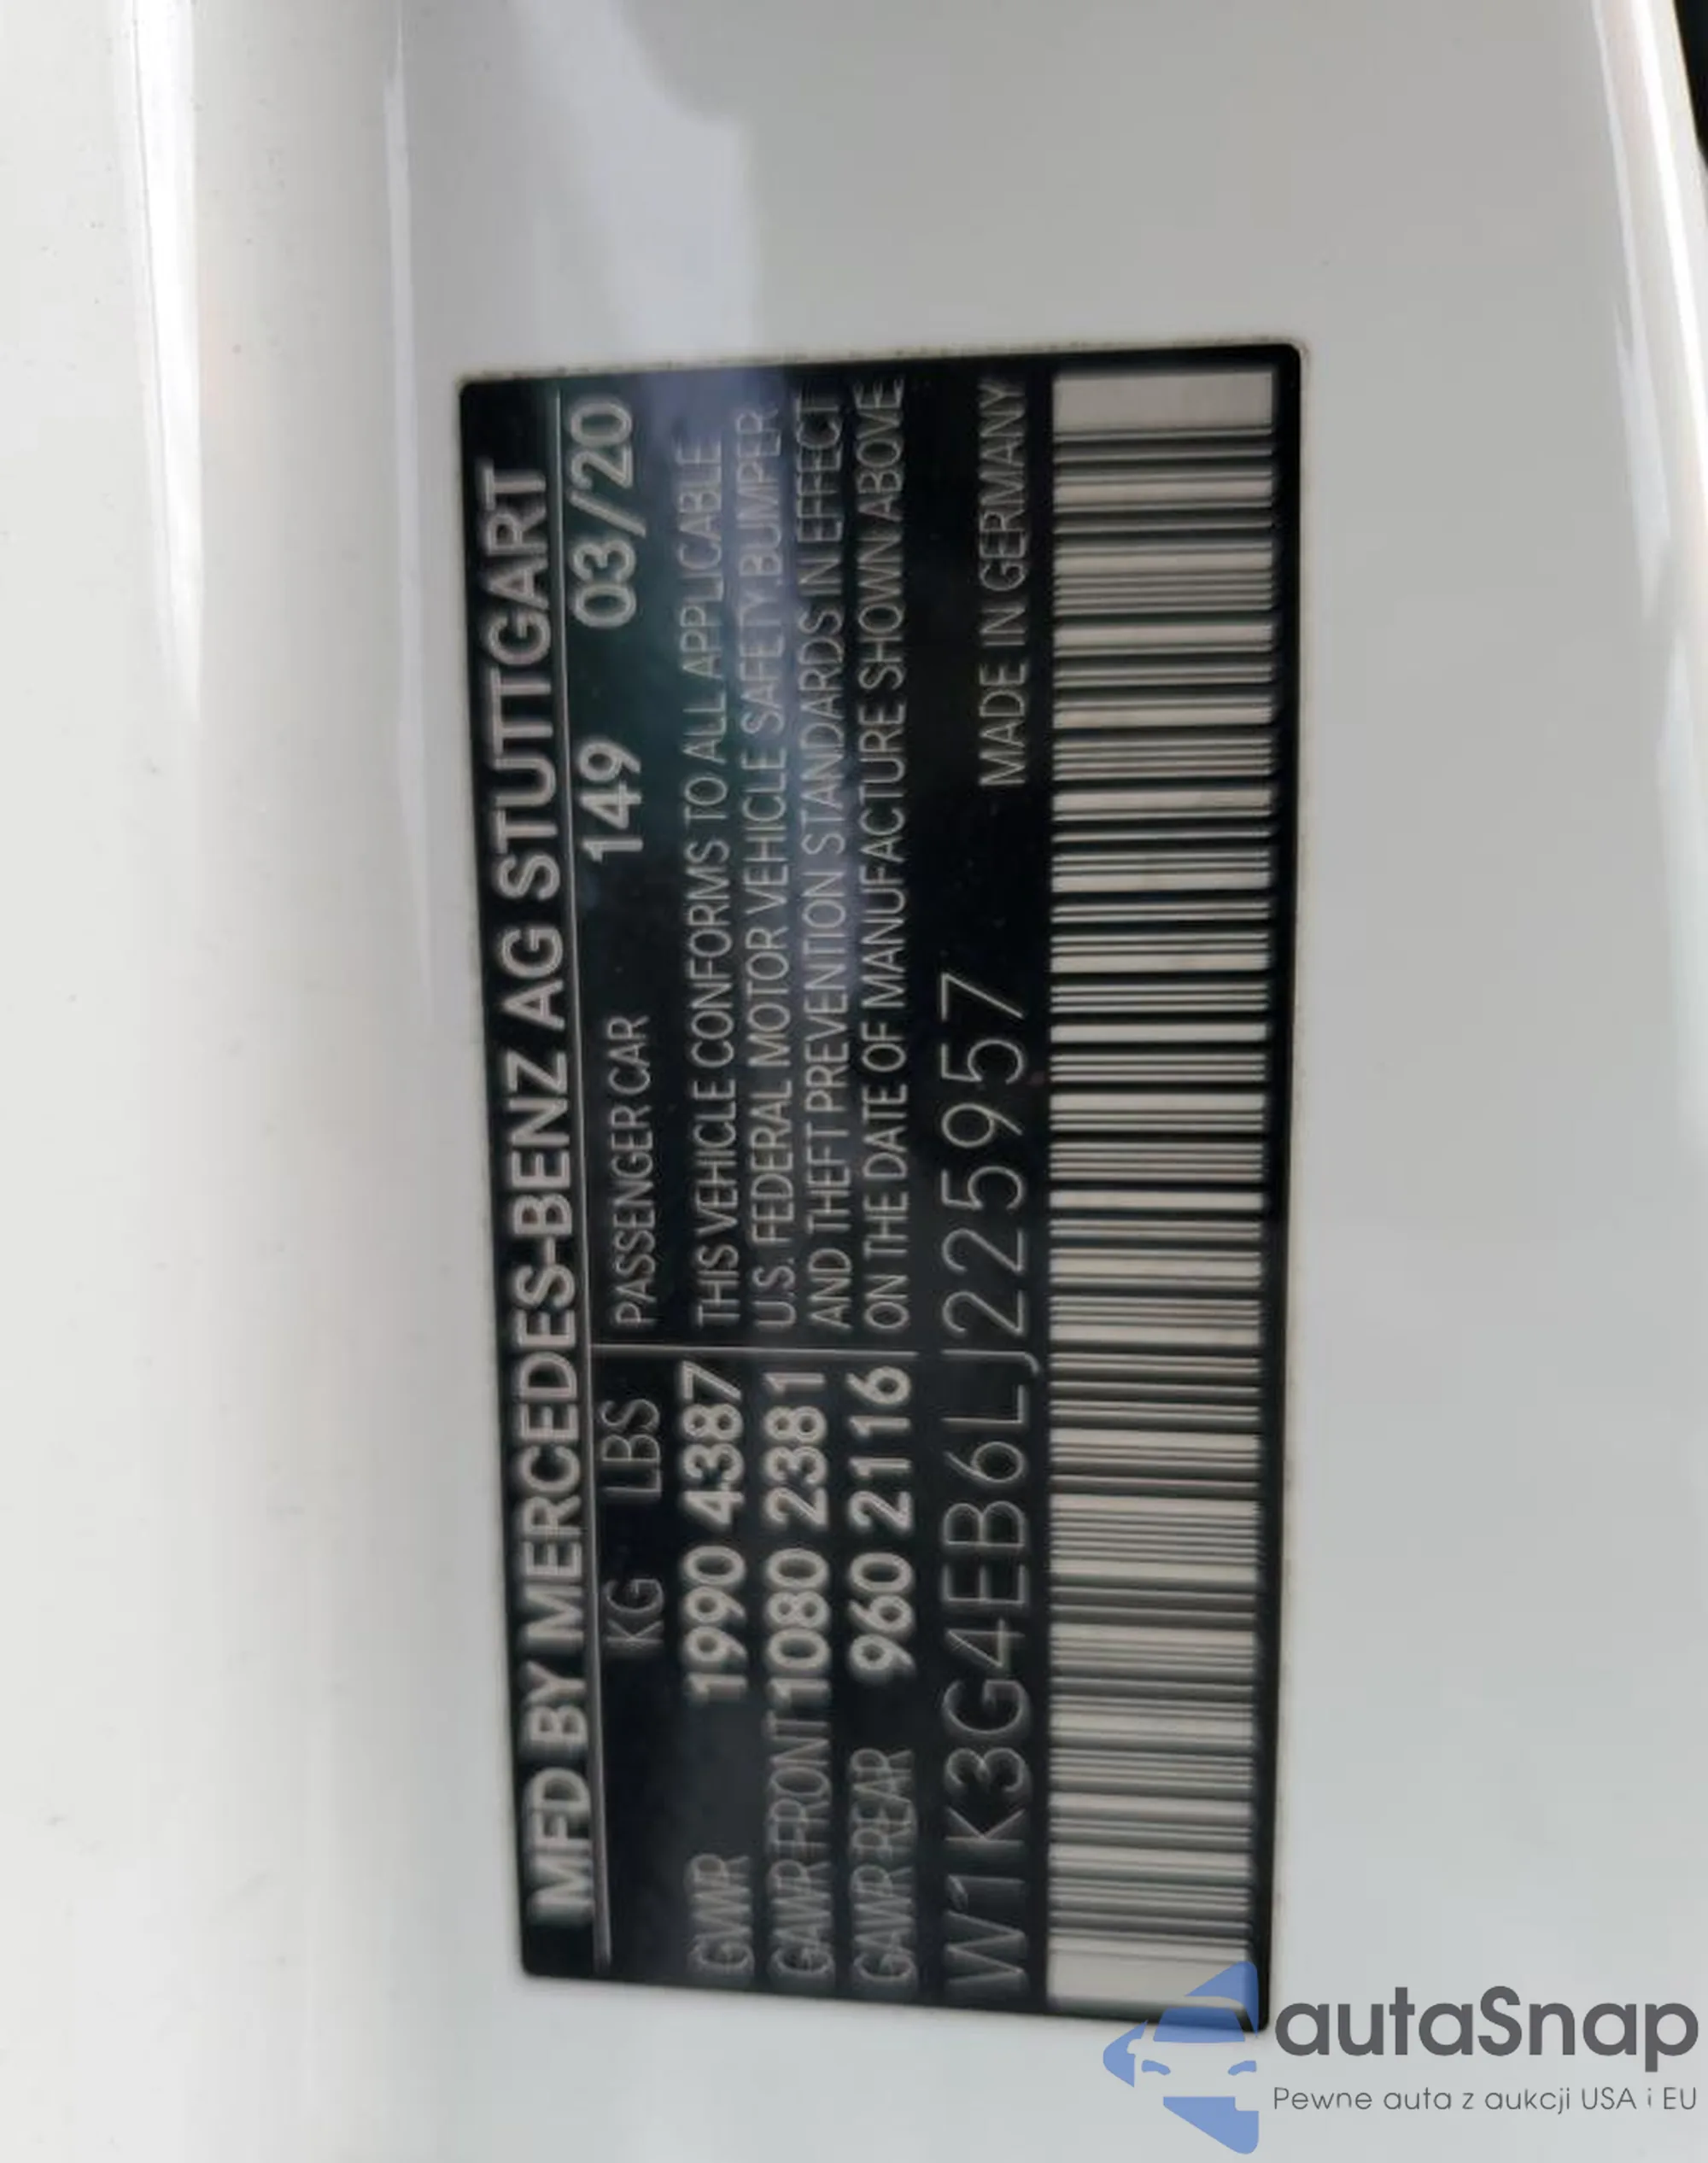 MFD BY MERCEDES-BENZ AG STUTTGART
KG LBS
GWR 1990 4387
GAWR FRONT 1080 2381
GAWR REAR 960 2116
PASSENGER CAR 149 03/20
THIS VEHICLE CONFORMS TO ALL APPLICABLE
U.S. FEDERAL MOTOR VEHICLE SAFETY.BUMPER
AND THEFT PREVENTION STANDARDS IN EFFECT
ON THE DATE OF MANUFACTURE SHOWN ABOVE
W1K3G4EB6LJ225957 MADE IN GERMANY
autaSnap
Pewne auta z aukcji USA i EU